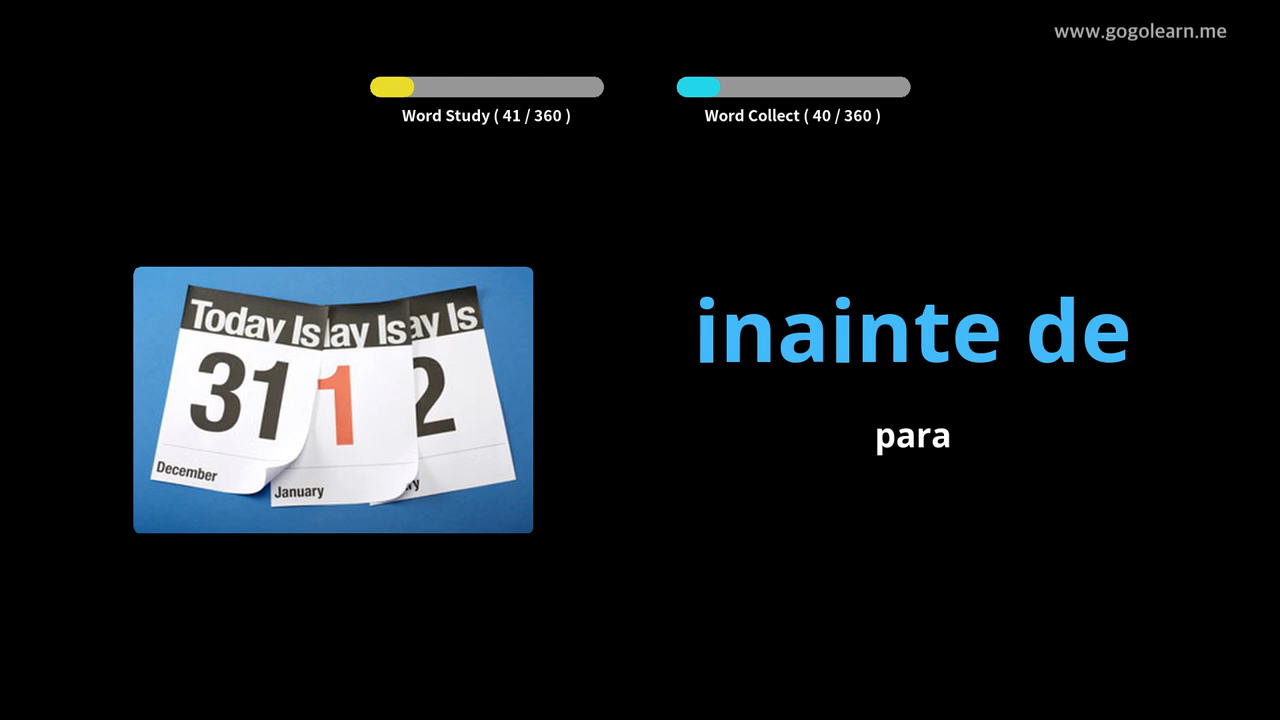 www.gogolearn.me
Word Study ( 41 / 360 )
Word Collect ( 40 / 360 )
Today Is
ay Is
ay Is
31
1
2
December
January
ry
inainte de
para